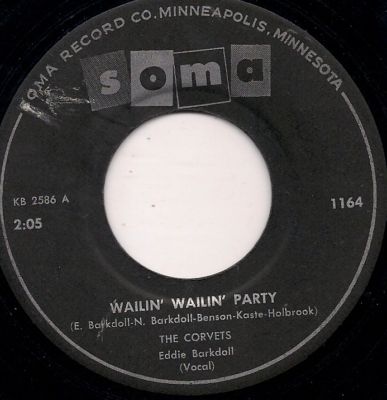 SOMA RECORD CO. MINNEAPOLIS, MINNESOTA
soma
KB 2586 A
1164
2:05
WAILIN' WAILIN' PARTY
(E. Barkdoll-N. Barkdoll-Benson-Kaste-Holbrook)
THE CORVETS
Eddie Barkdoll
(Vocal)